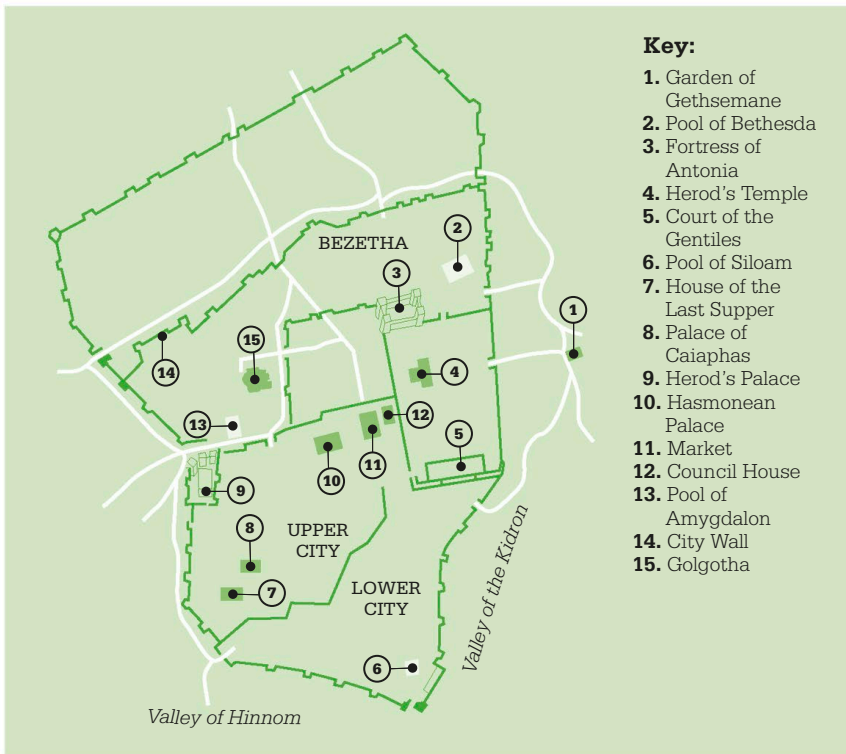 BEZETHA
2
3
1
15
14
4
13
12
5
11
10
9
UPPER
CITY
8
7
LOWER
CITY
6
Valley of the Kidron
Valley of Hinnom
Key:
1. Garden of
Gethsemane
2. Pool of Bethesda
3. Fortress of
Antonia
4. Herod’s Temple
5. Court of the
Gentiles
6. Pool of Siloam
7. House of the
Last Supper
8. Palace of
Caiaphas
9. Herod’s Palace
10. Hasmonean
Palace
11. Market
12. Council House
13. Pool of
Amygdalon
14. City Wall
15. Golgotha